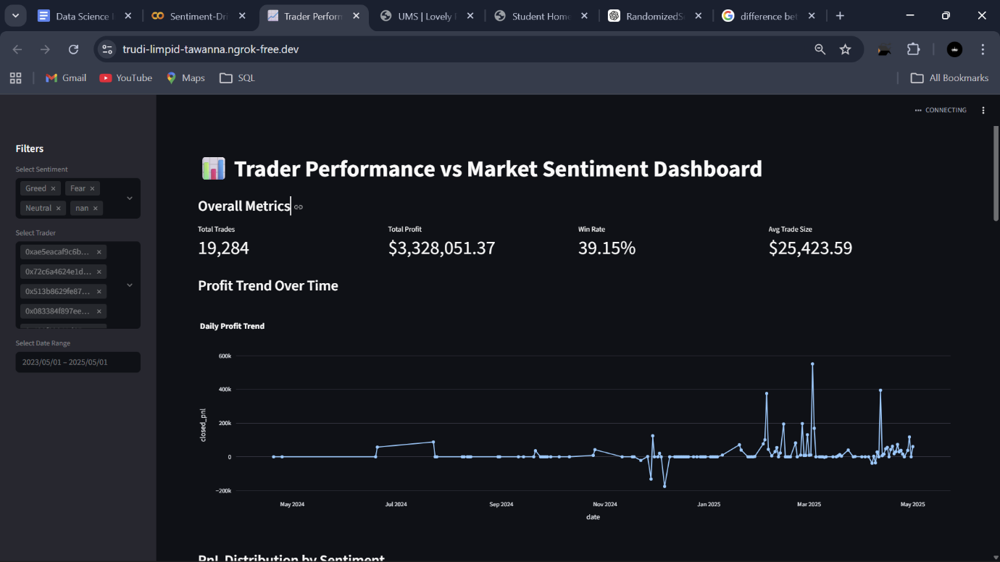 Data Science
Sentiment-Dri
Trader Perform
UMS | Lovely
Student Home
RandomizedS
difference bet
trudi-limpid-tawanna.ngrok-free.dev
Gmail
YouTube
Maps
SQL
All Bookmarks
CONNECTING
Filters
Select Sentiment
Greed
Fear
Neutral
nan
Select Trader
0xae5eacaf9c6b...
0x72c6a4624e1d...
0x513b8629fe87...
0x083384f897ee...
Select Date Range
2023/05/01 – 2025/05/01
Trader Performance vs Market Sentiment Dashboard
Overall Metrics
Total Trades
19,284
Total Profit
$3,328,051.37
Win Rate
39.15%
Avg Trade Size
$25,423.59
Profit Trend Over Time
Daily Profit Trend
600k
400k
200k
0
−200k
closed_pnl
May 2024
Jul 2024
Sep 2024
Nov 2024
Jan 2025
Mar 2025
May 2025
date
PnL Distribution by Sentiment